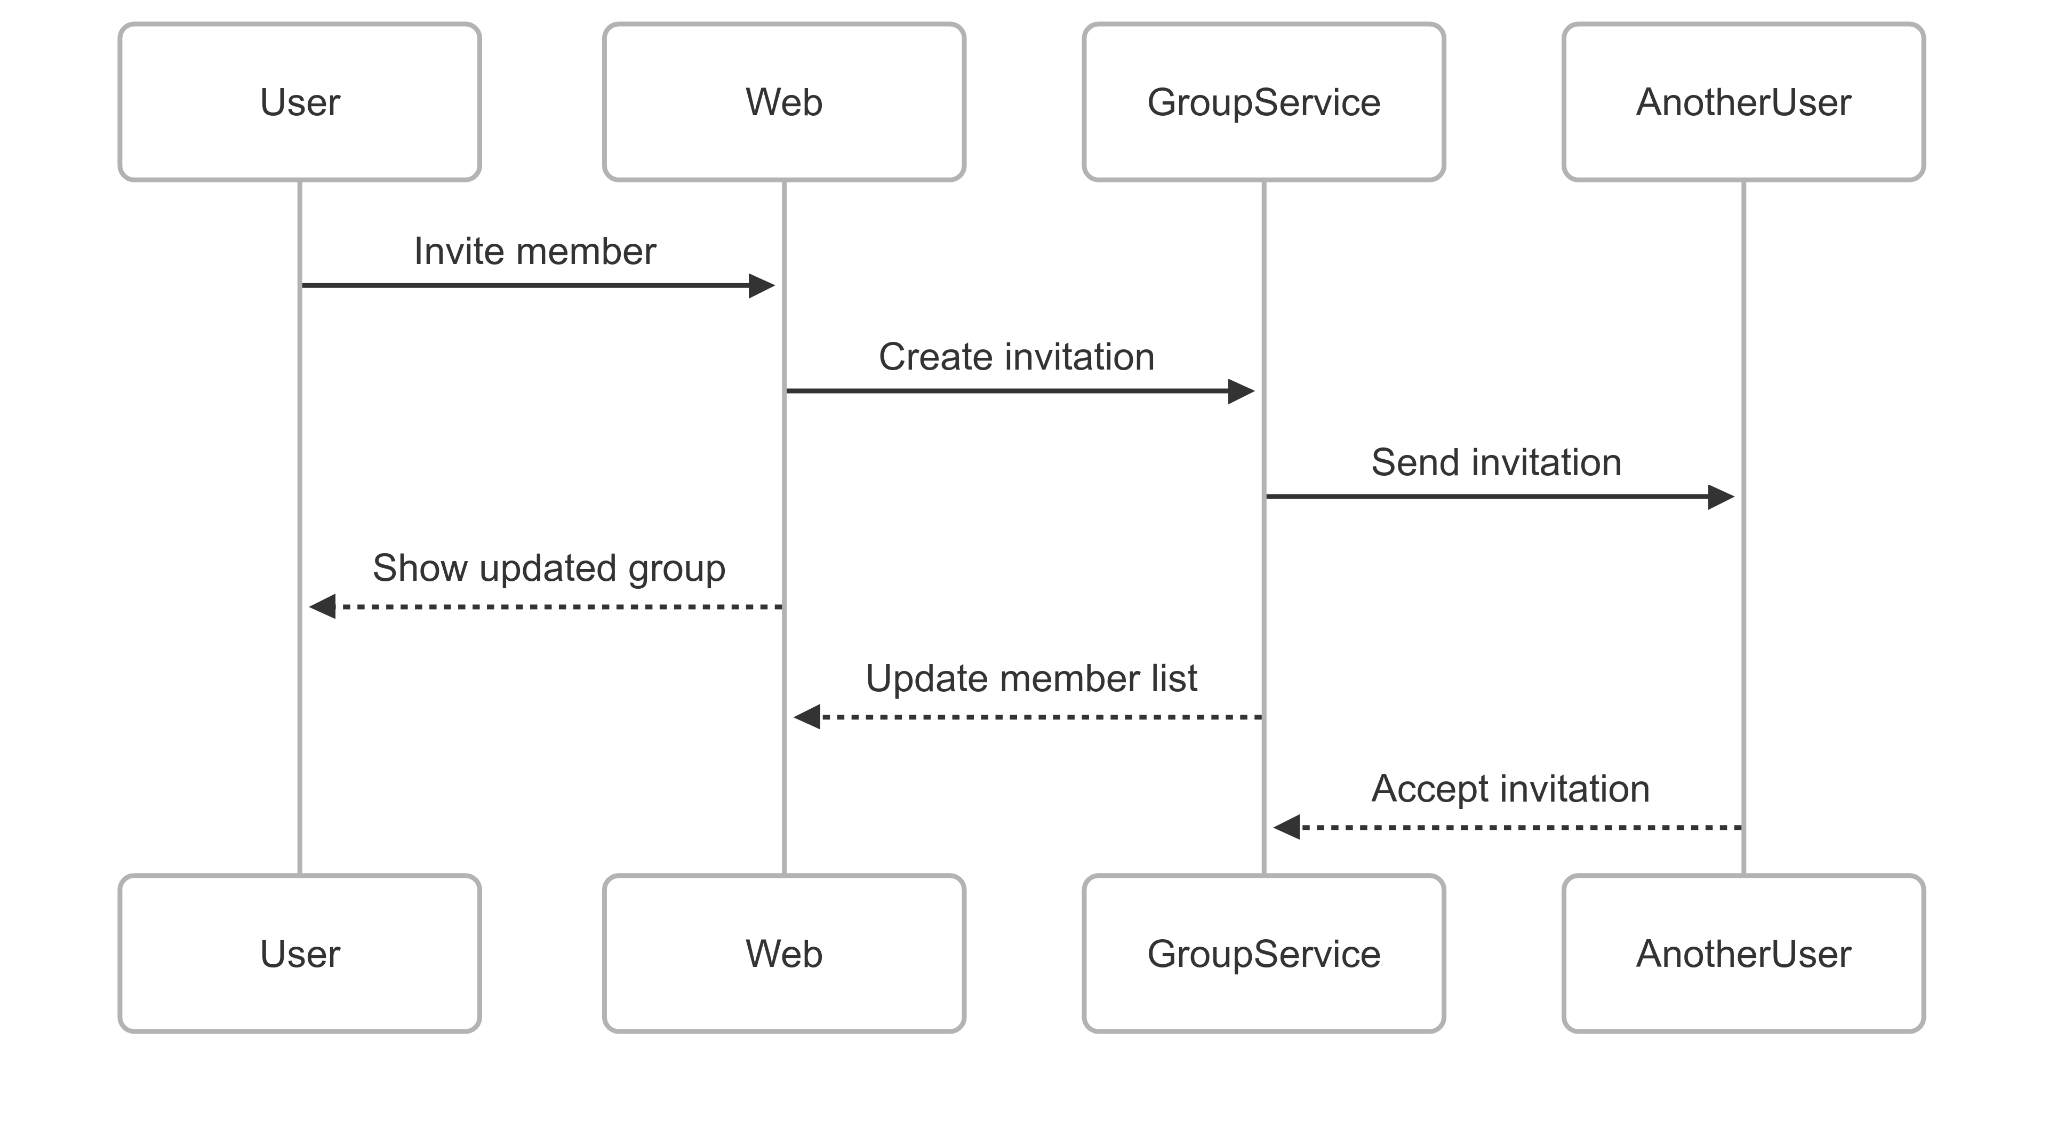 User
Web
GroupService
AnotherUser
Invite member
Create invitation
Send invitation
Show updated group
Update member list
Accept invitation
User
Web
GroupService
AnotherUser